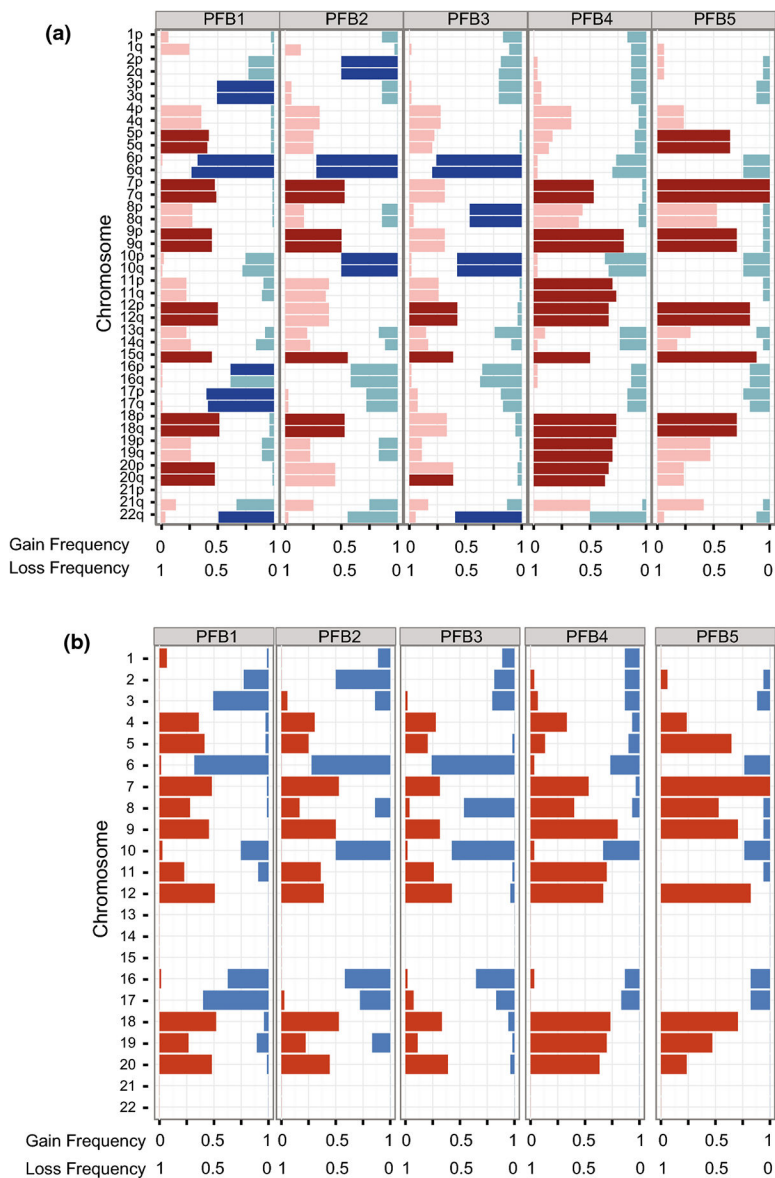 (a)
PFB1 PFB2 PFB3 PFB4 PFB5
Chromosome
1p
1q
2p
2q
3p
3q
4p
4q
5p
5q
6p
6q
7p
7q
8p
8q
9p
9q
10p
10q
11p
11q
12p
12q
13q
14q
15q
16p
16q
17p
17q
18p
18q
19p
19q
20p
20q
21p
21q
22q
Gain Frequency 0 0.5 1 0 0.5 1 0 0.5 1 0 0.5 1 0 0.5 1
Loss Frequency 1 0.5 0 1 0.5 0 1 0.5 0 1 0.5 0 1 0.5 0
(b)
PFB1 PFB2 PFB3 PFB4 PFB5
Chromosome
1
2
3
4
5
6
7
8
9
10
11
12
13
14
15
16
17
18
19
20
21
22
Gain Frequency 0 0.5 1 0 0.5 1 0 0.5 1 0 0.5 1 0 0.5 1
Loss Frequency 1 0.5 0 1 0.5 0 1 0.5 0 1 0.5 0 1 0.5 0